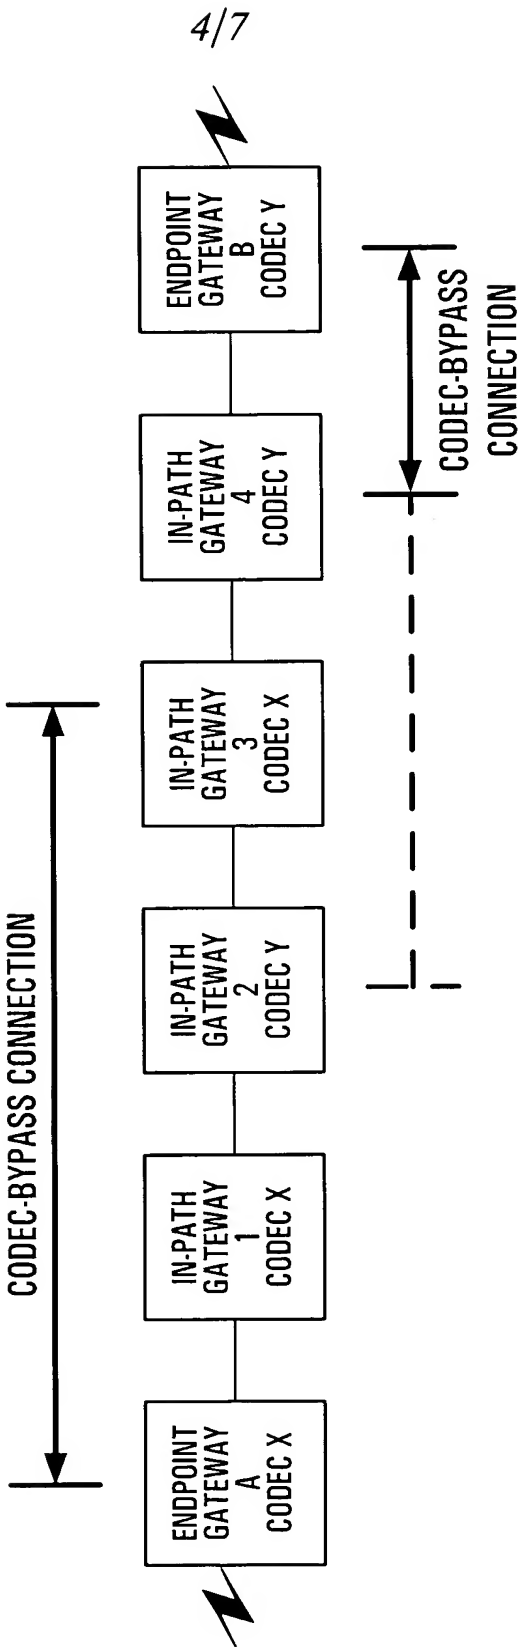 4/7
CODEC-BYPASS CONNECTION
ENDPOINT
GATEWAY
A
CODEC X
IN-PATH
GATEWAY
1
CODEC X
IN-PATH
GATEWAY
2
CODEC Y
IN-PATH
GATEWAY
3
CODEC X
IN-PATH
GATEWAY
4
CODEC Y
ENDPOINT
GATEWAY
B
CODEC Y
CODEC-BYPASS
CONNECTION